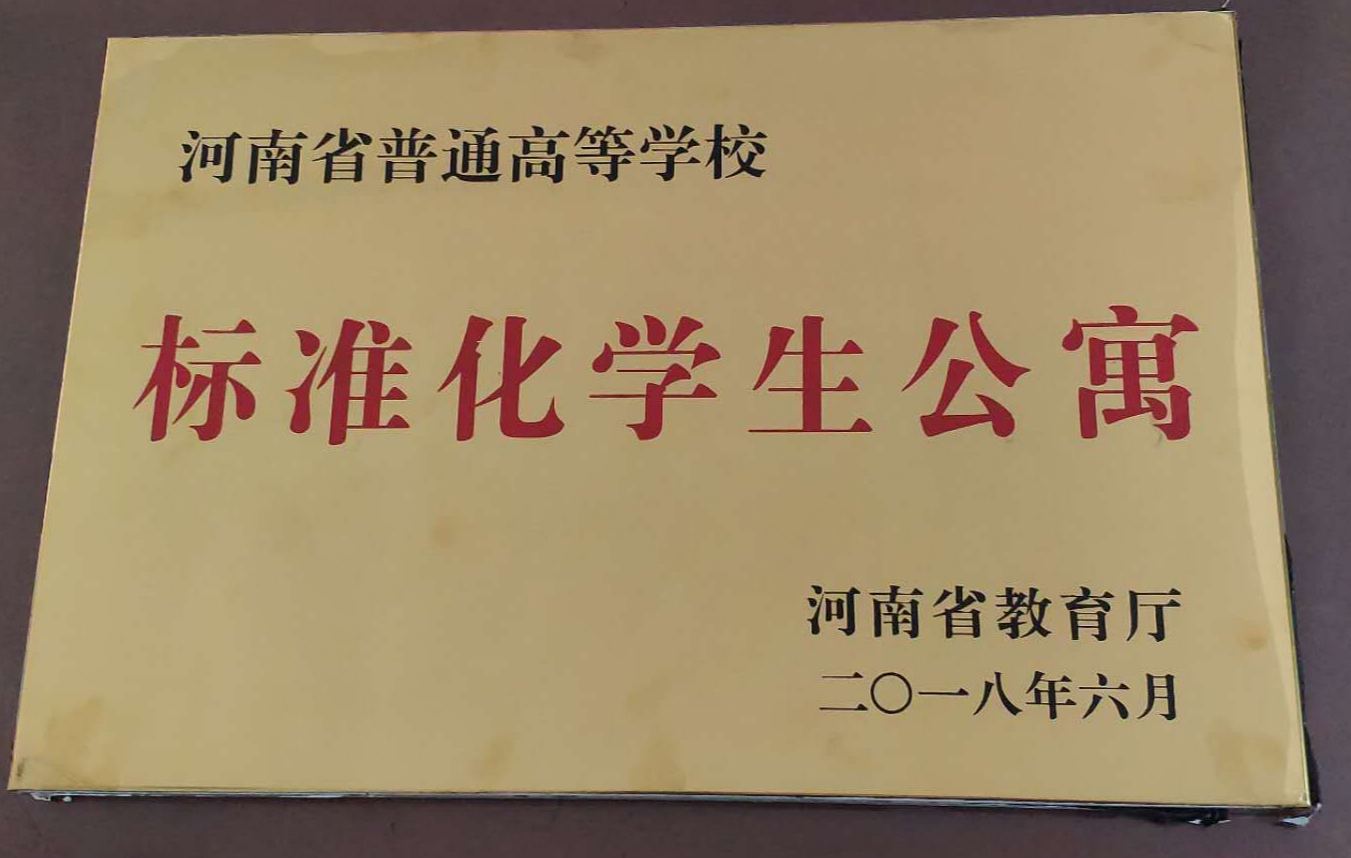 河南省普通高等学校
标准化学生公寓
河南省教育厅
二〇一八年六月